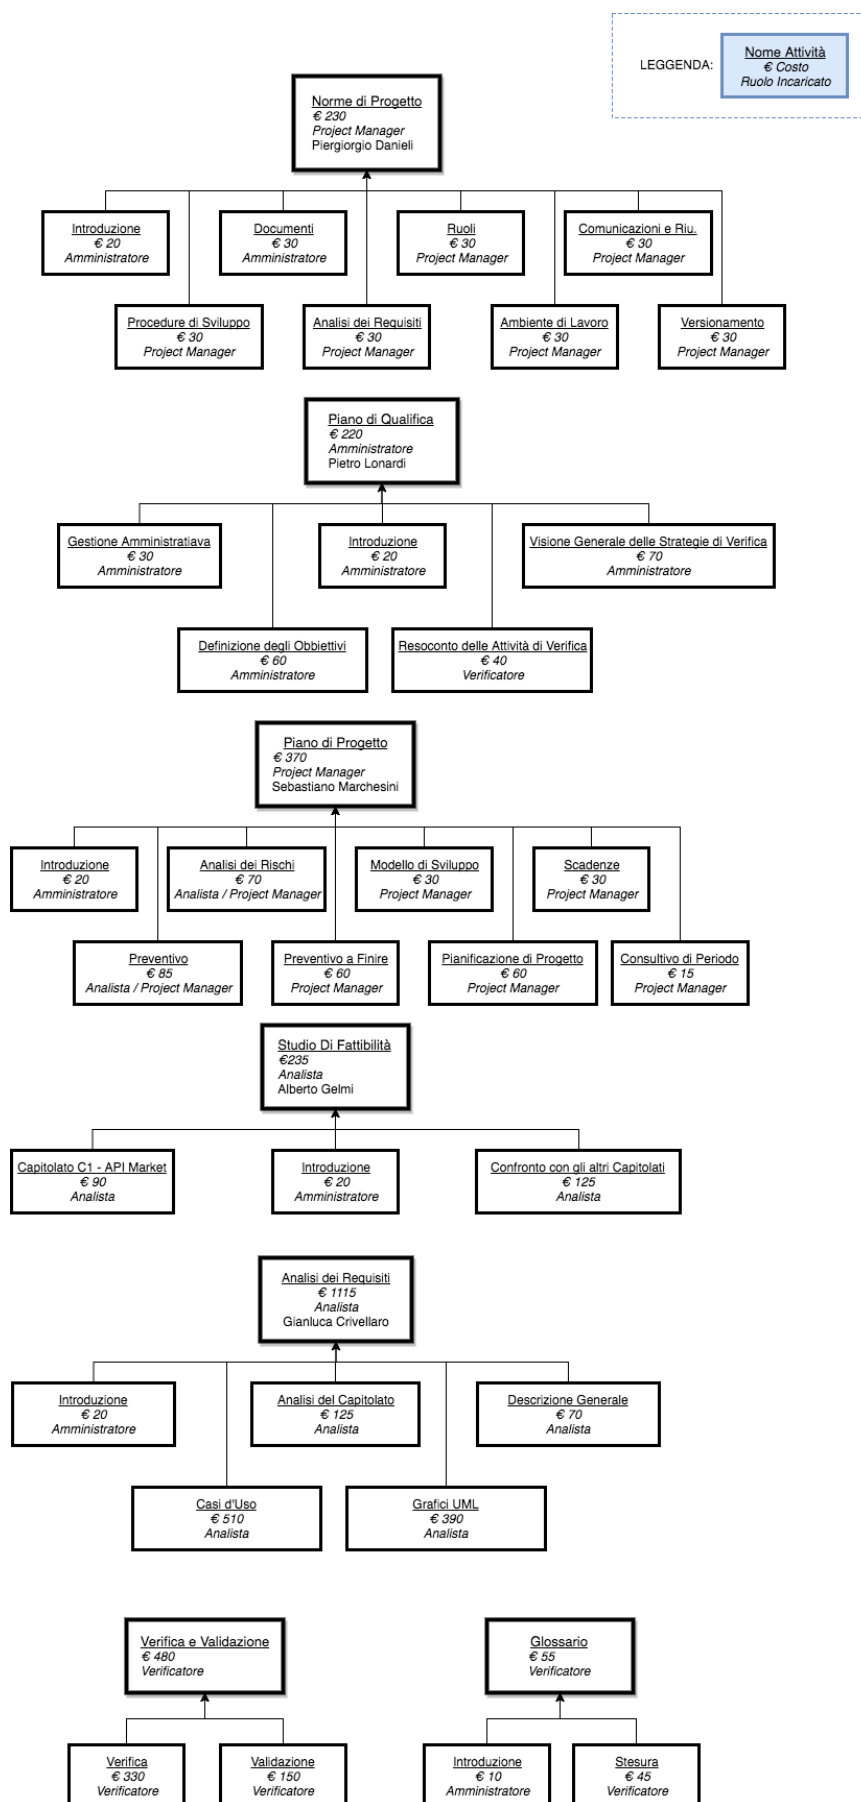 LEGGENDA:
Nome Attività
€ Costo
Ruolo Incaricato
Norme di Progetto
€ 230
Project Manager
Piergiorgio Danieli
Introduzione
€ 20
Amministratore
Documenti
€ 30
Amministratore
Ruoli
€ 30
Project Manager
Comunicazioni e Riu.
€ 30
Project Manager
Procedure di Sviluppo
€ 30
Project Manager
Analisi dei Requisiti
€ 30
Project Manager
Ambiente di Lavoro
€ 30
Project Manager
Versionamento
€ 30
Project Manager
Piano di Qualifica
€ 220
Amministratore
Pietro Lonardi
Gestione Amministratiava
€ 30
Amministratore
Introduzione
€ 20
Amministratore
Visione Generale delle Strategie di Verifica
€ 70
Amministratore
Definizione degli Obbiettivi
€ 60
Amministratore
Resoconto delle Attività di Verifica
€ 40
Verificatore
Piano di Progetto
€ 370
Project Manager
Sebastiano Marchesini
Introduzione
€ 20
Amministratore
Analisi dei Rischi
€ 70
Analista / Project Manager
Modello di Sviluppo
€ 30
Project Manager
Scadenze
€ 30
Project Manager
Preventivo
€ 85
Analista / Project Manager
Preventivo a Finire
€ 60
Project Manager
Pianificazione di Progetto
€ 60
Project Manager
Consultivo di Periodo
€ 15
Project Manager
Studio Di Fattibilità
€235
Analista
Alberto Gelmi
Capitolato C1 - API Market
€ 90
Analista
Introduzione
€ 20
Amministratore
Confronto con gli altri Capitolati
€ 125
Analista
Analisi dei Requisiti
€ 1115
Analista
Gianluca Crivellaro
Introduzione
€ 20
Amministratore
Analisi del Capitolato
€ 125
Analista
Descrizione Generale
€ 70
Analista
Casi d'Uso
€ 510
Analista
Grafici UML
€ 390
Analista
Verifica e Validazione
€ 480
Verificatore
Verifica
€ 330
Verificatore
Validazione
€ 150
Verificatore
Glossario
€ 55
Verificatore
Introduzione
€ 10
Amministratore
Stesura
€ 45
Verificatore